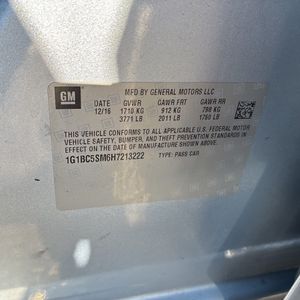 GM
MFD BY GENERAL MOTORS LLC
DATE GVWR GAWR FRT GAWR RR
12/16 1710 KG 912 KG 798 KG
3771 LB 2011 LB 1760 LB
THIS VEHICLE CONFORMS TO ALL APPLICABLE U.S. FEDERAL MOTOR
VEHICLE SAFETY, BUMPER, AND THEFT PREVENTION STANDARDS IN
EFFECT ON THE DATE OF MANUFACTURE SHOWN ABOVE.
1G1BC5SM6H7213222 TYPE: PASS CAR